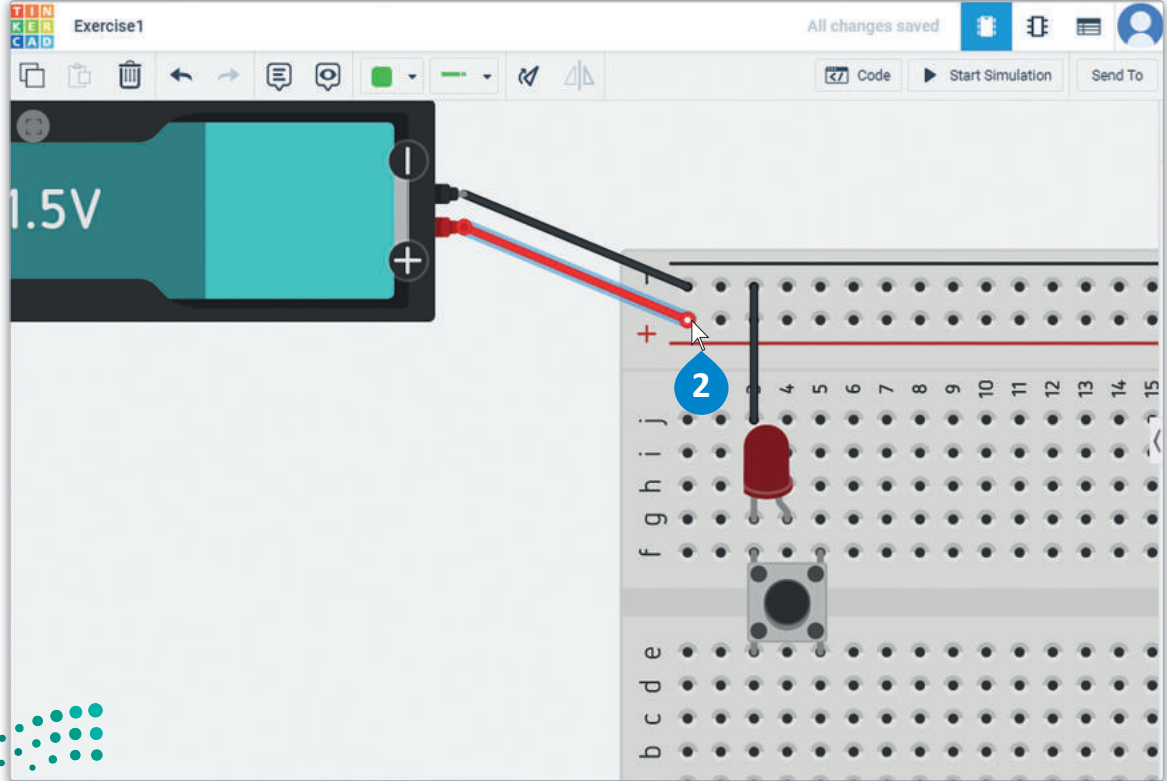 TIN
KER
CAD
Exercise1
All changes saved
Code
Start Simulation
Send To
1.5V
−
+
2
4 5 6 7 8 9 10 11 12 13 14 15
j
i
h
g
f
e
d
c
b